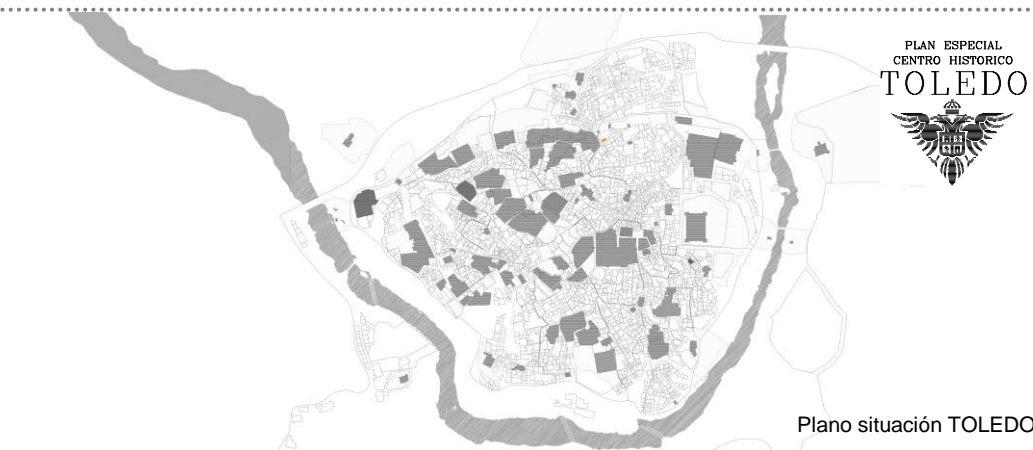 PLAN ESPECIAL
CENTRO HISTORICO
TOLEDO
Plano situación TOLEDO